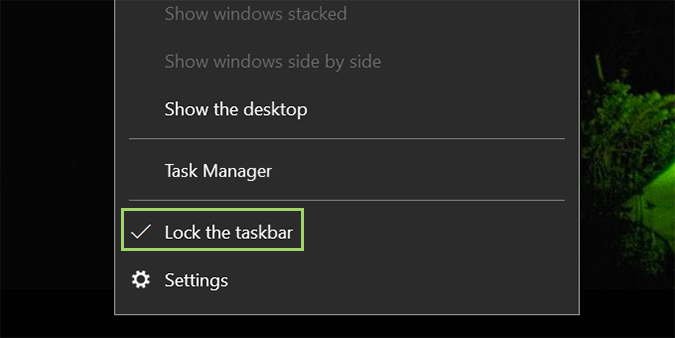 Show windows stacked
Show windows side by side
Show the desktop
Task Manager
Lock the taskbar
Settings